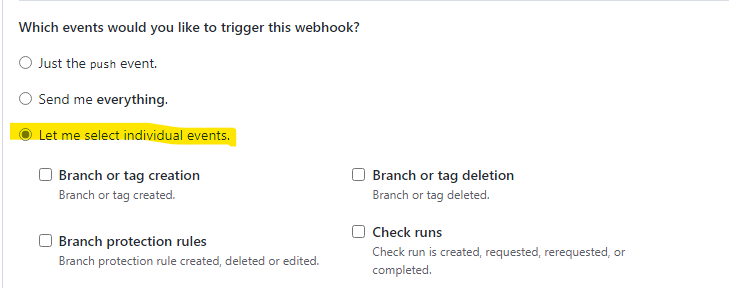 Which events would you like to trigger this webhook?
Just the push event.
Send me everything.
Let me select individual events.
Branch or tag creation
Branch or tag created.
Branch or tag deletion
Branch or tag deleted.
Branch protection rules
Branch protection rule created, deleted or edited.
Check runs
Check run is created, requested, rerequested, or
completed.